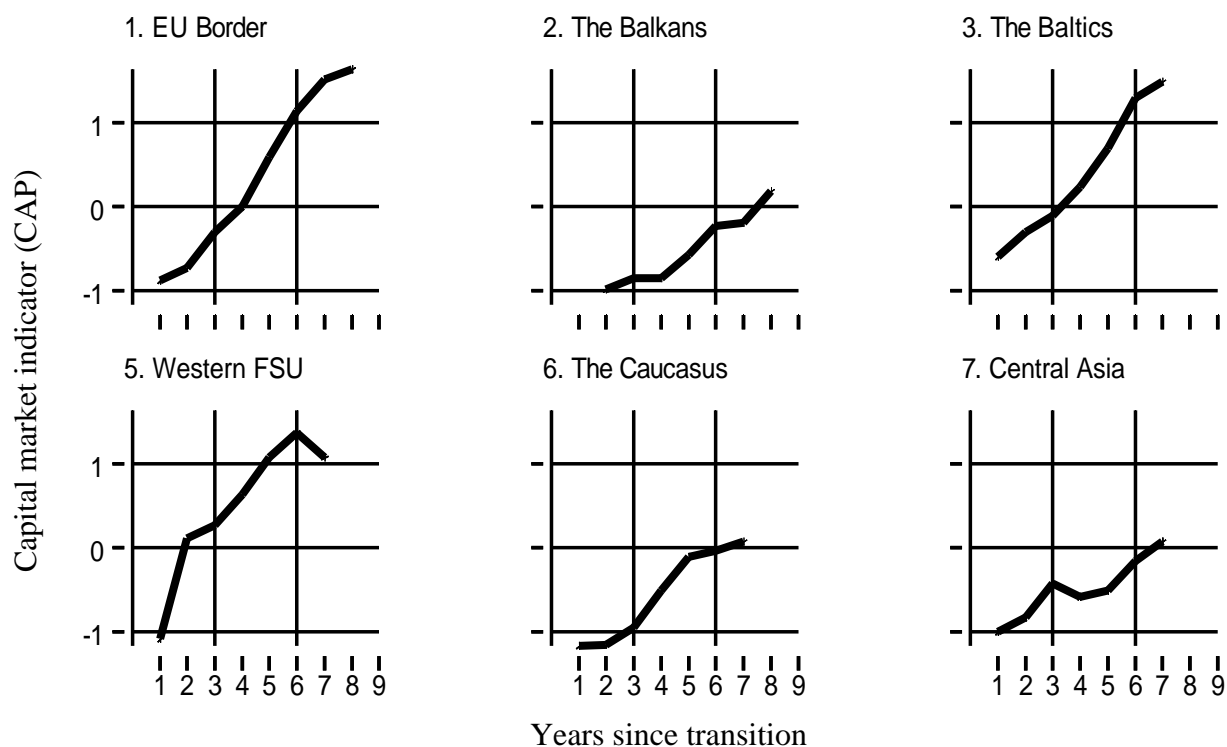 1. EU Border
2. The Balkans
3. The Baltics
1
0
-1
5. Western FSU
6. The Caucasus
7. Central Asia
1
0
-1
1 2 3 4 5 6 7 8 9
1 2 3 4 5 6 7 8 9
1 2 3 4 5 6 7 8 9
Capital market indicator (CAP)
Years since transition